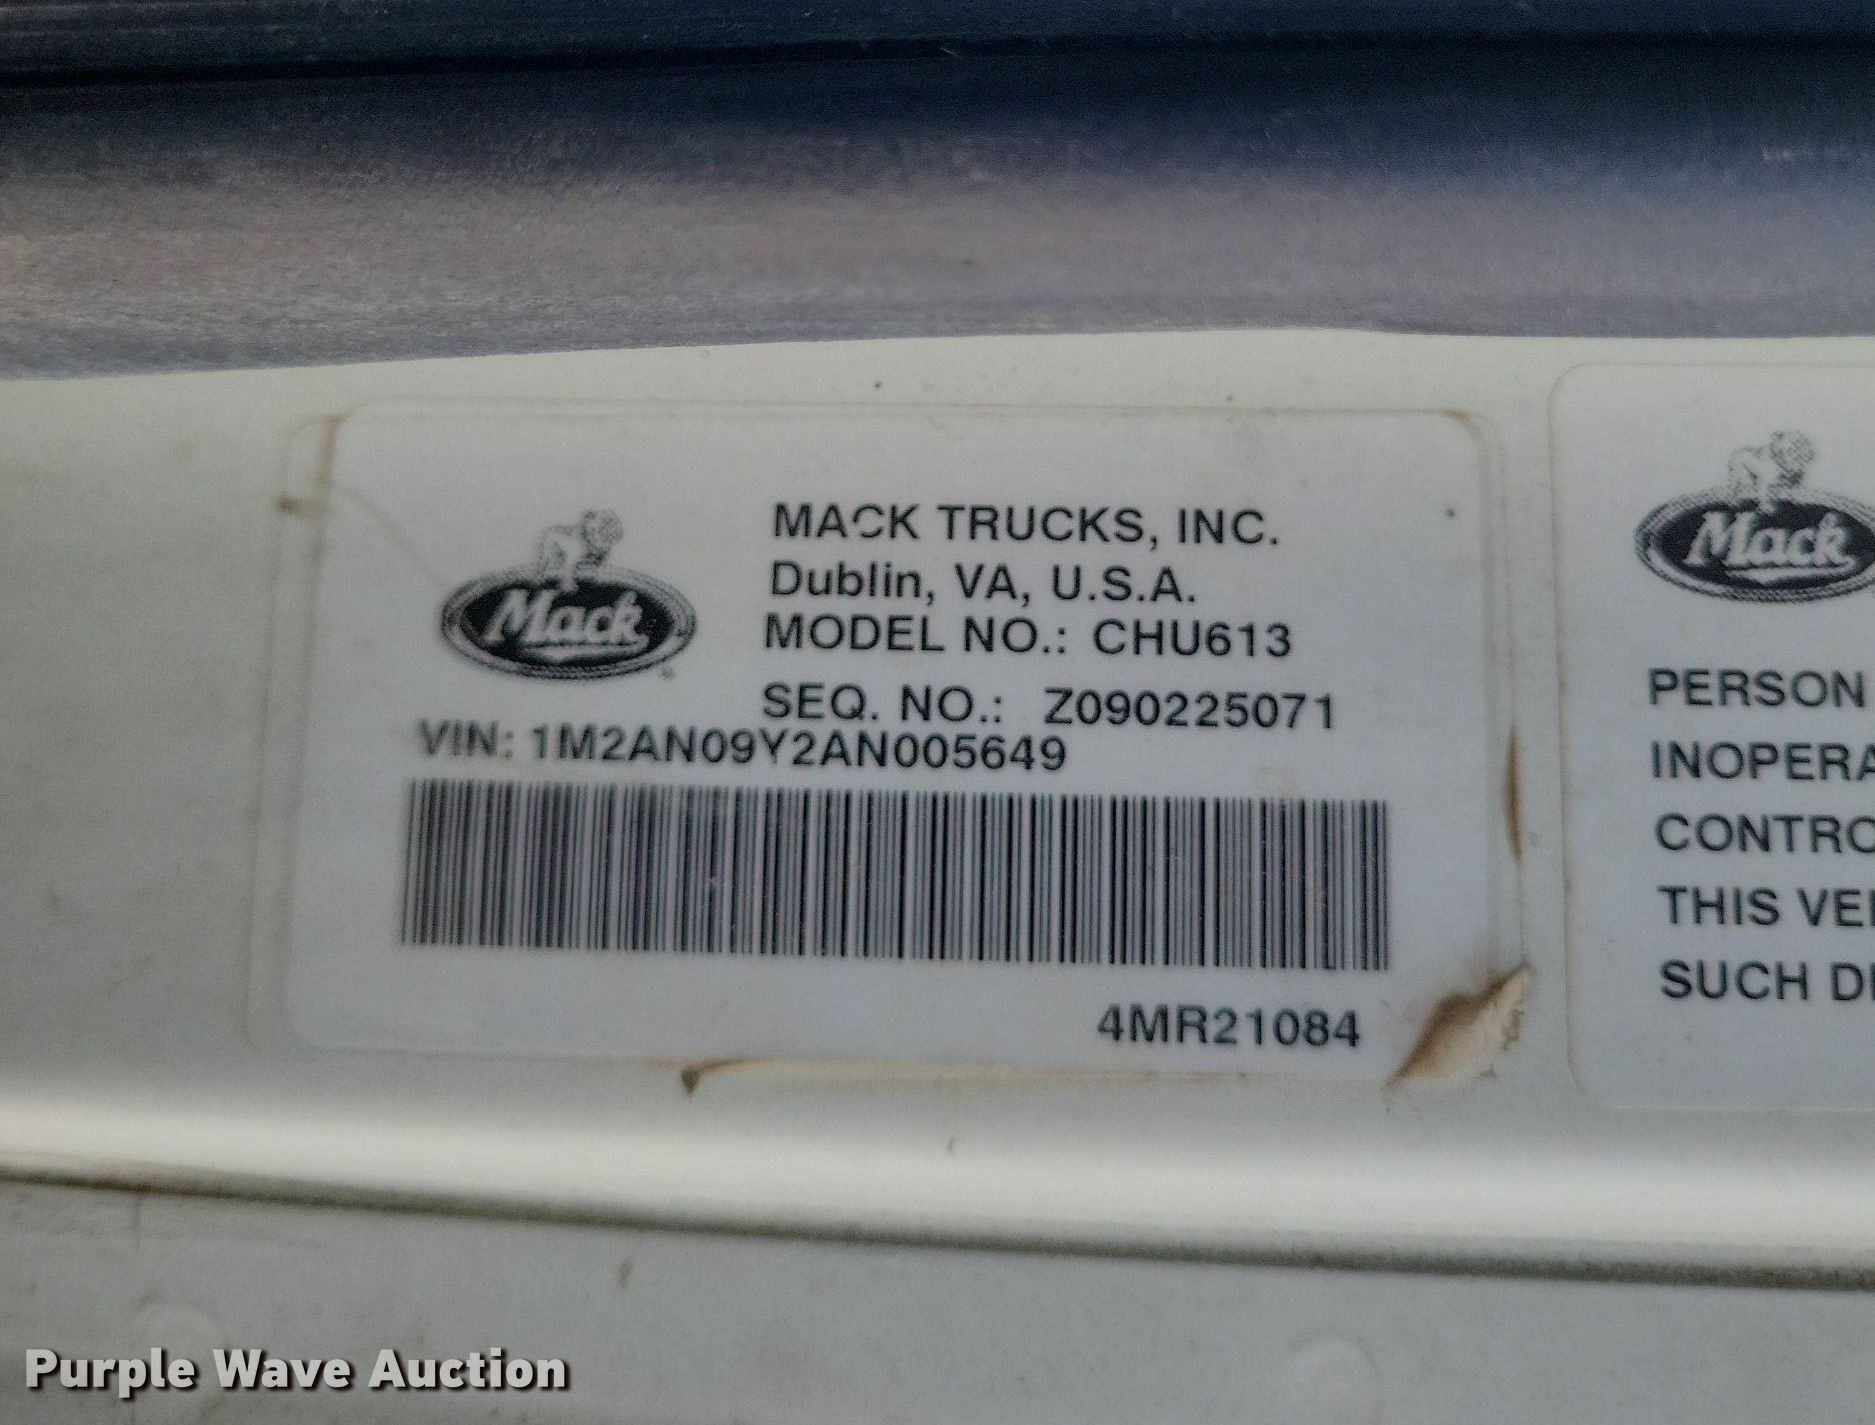 Mack
MACK TRUCKS, INC.
Dublin, VA, U.S.A.
MODEL NO.: CHU613
SEQ. NO.: Z090225071
VIN: 1M2AN09Y2AN005649
4MR21084
Mack
PERSON
INOPERA
CONTRO
THIS VE
SUCH D
Purple Wave Auction